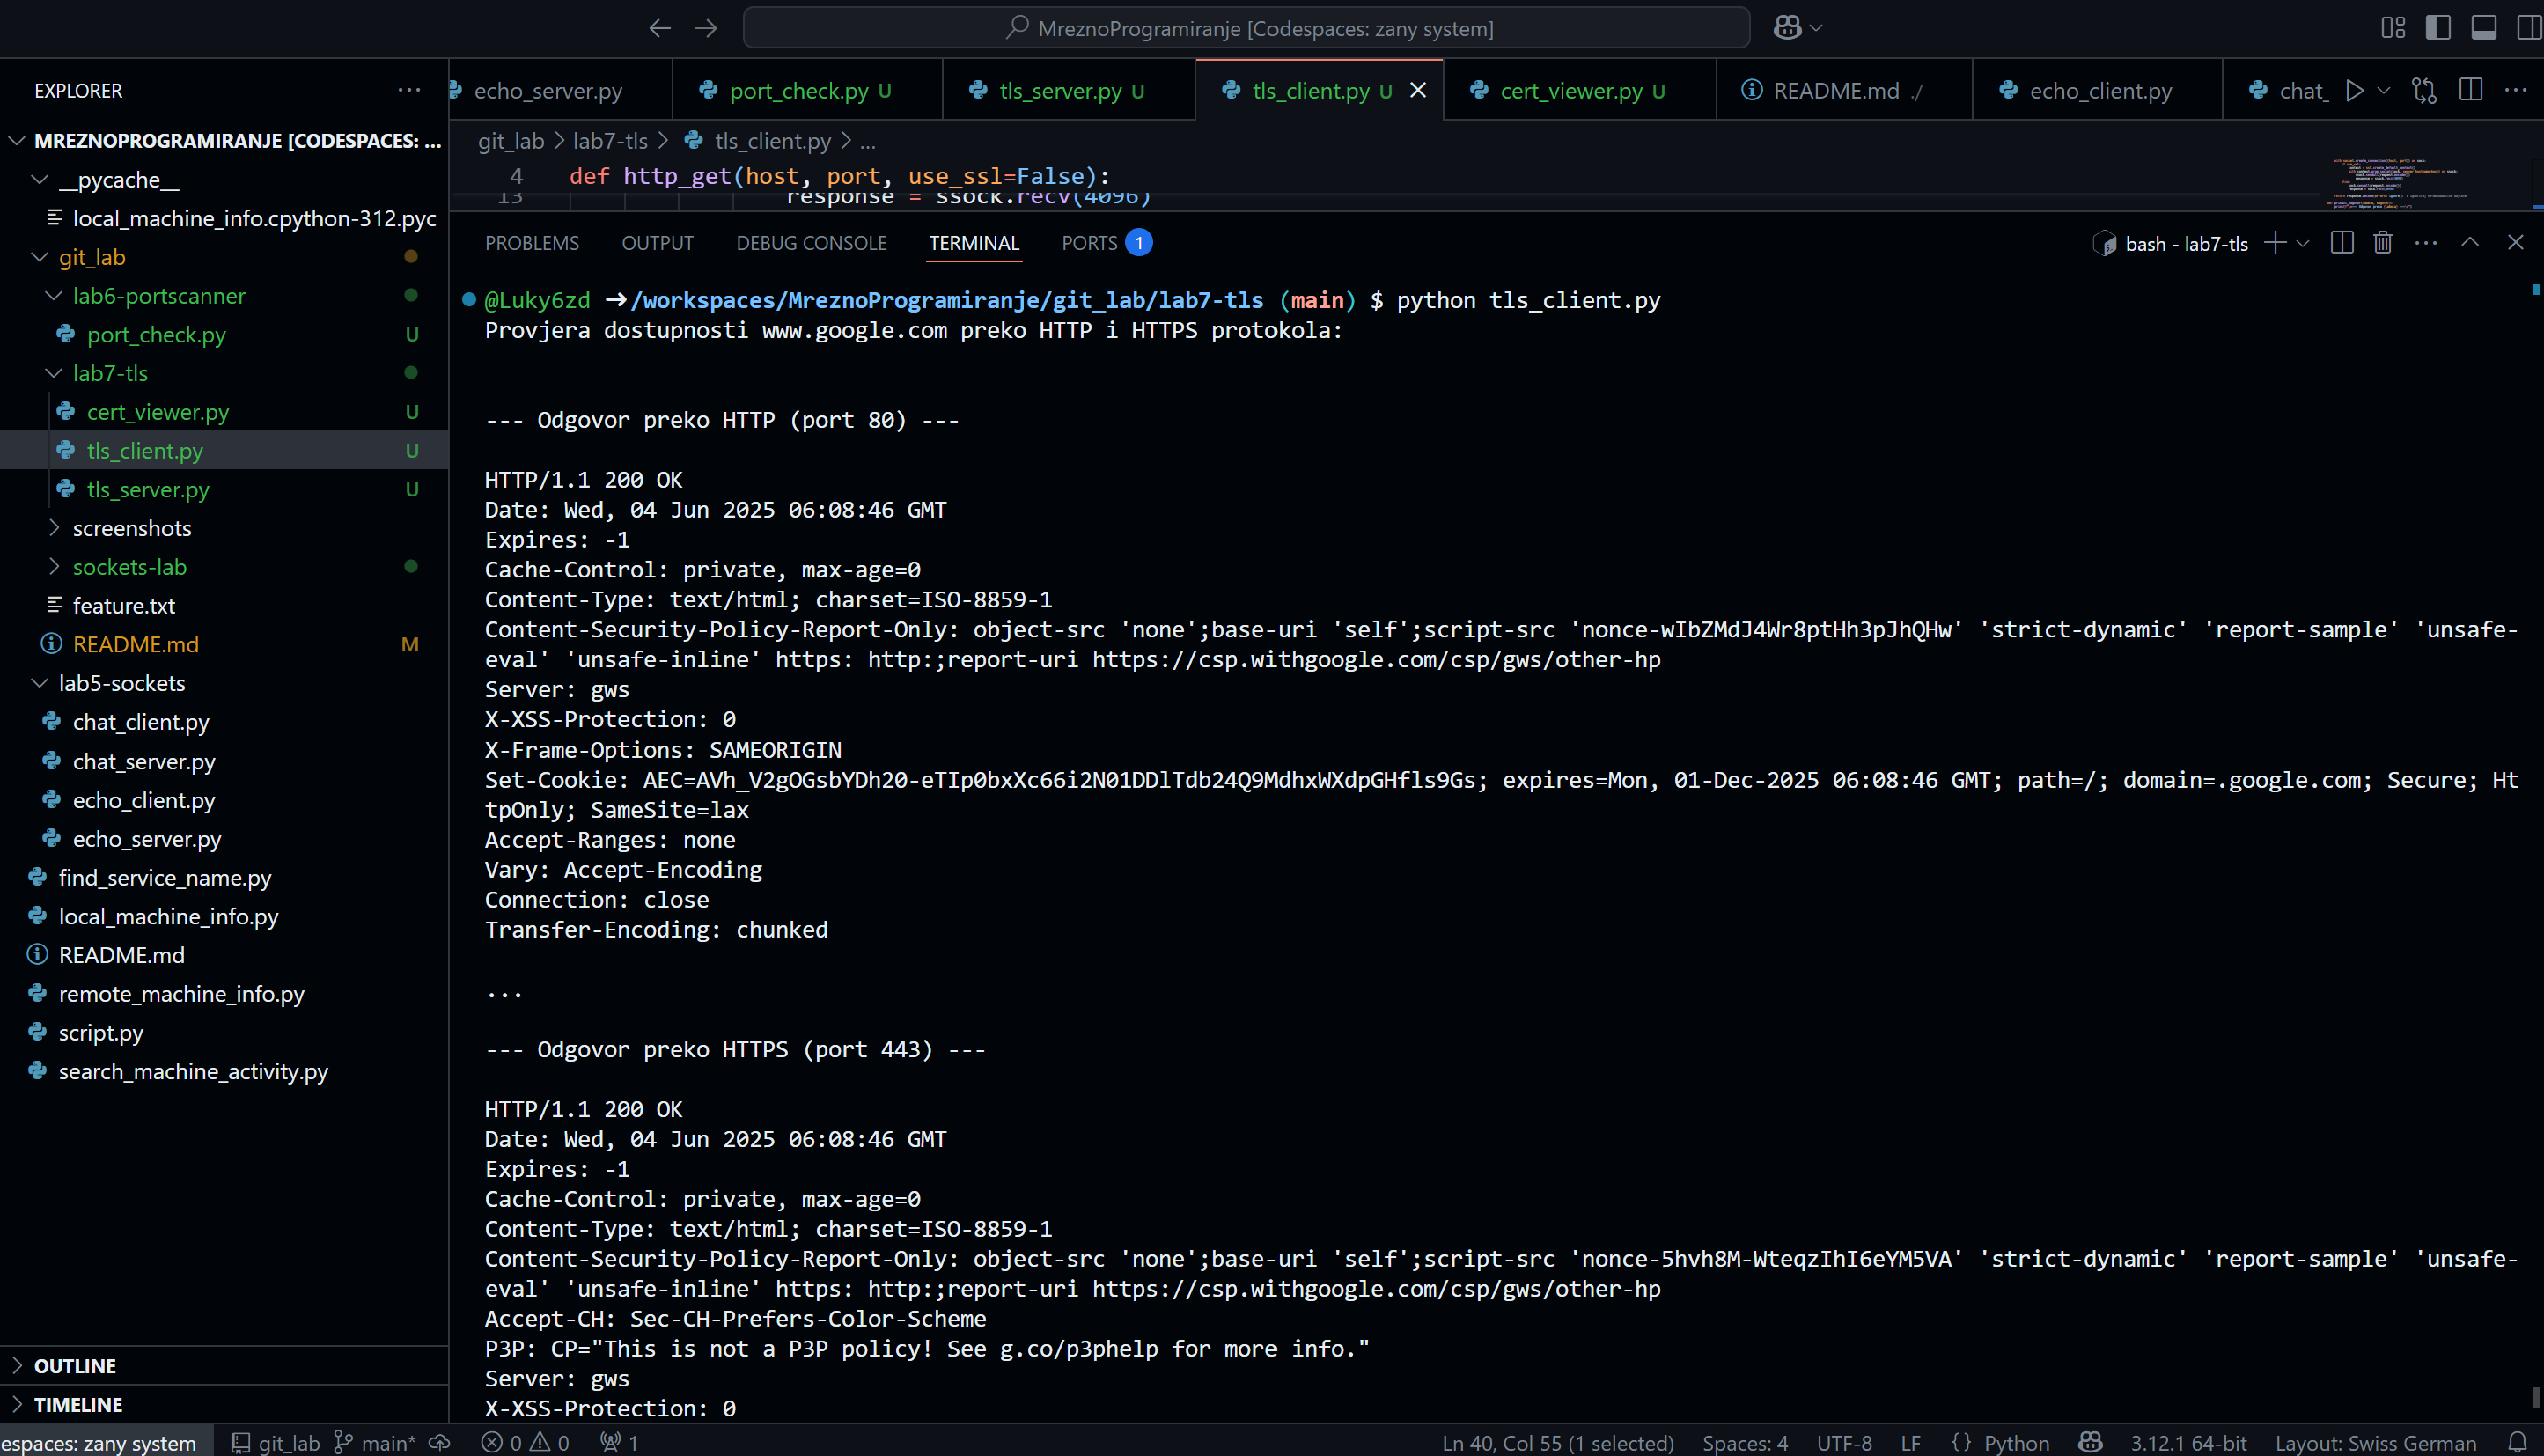 MreznoProgramiranje [Codespaces: zany system]
EXPLORER
echo_server.py
port_check.py U
tls_server.py U
tls_client.py U
cert_viewer.py U
README.md ./
echo_client.py
chat_
MREZNOPROGRAMIRANJE [CODESPACES: ...
__pycache__
local_machine_info.cpython-312.pyc
git_lab
lab6-portscanner
port_check.py U
lab7-tls
cert_viewer.py U
tls_client.py U
tls_server.py U
screenshots
sockets-lab
feature.txt
README.md M
lab5-sockets
chat_client.py
chat_server.py
echo_client.py
echo_server.py
find_service_name.py
local_machine_info.py
README.md
remote_machine_info.py
script.py
search_machine_activity.py
OUTLINE
TIMELINE
git_lab > lab7-tls > tls_client.py > ...
4 def http_get(host, port, use_ssl=False):
13 response = ssock.recv(4096)
PROBLEMS OUTPUT DEBUG CONSOLE TERMINAL PORTS 1
bash - lab7-tls
@Luky6zd ➜/workspaces/MreznoProgramiranje/git_lab/lab7-tls (main) $ python tls_client.py
Provjera dostupnosti www.google.com preko HTTP i HTTPS protokola:
--- Odgovor preko HTTP (port 80) ---
HTTP/1.1 200 OK
Date: Wed, 04 Jun 2025 06:08:46 GMT
Expires: -1
Cache-Control: private, max-age=0
Content-Type: text/html; charset=ISO-8859-1
Content-Security-Policy-Report-Only: object-src 'none';base-uri 'self';script-src 'nonce-wIbZMdJ4Wr8ptHh3pJhQHw' 'strict-dynamic' 'report-sample' 'unsafe-
eval' 'unsafe-inline' https: http:;report-uri https://csp.withgoogle.com/csp/gws/other-hp
Server: gws
X-XSS-Protection: 0
X-Frame-Options: SAMEORIGIN
Set-Cookie: AEC=AVh_V2gOGsbYDh20-eTIp0bxXc66i2N01DDlTdb24Q9MdhxWXdpGHfls9Gs; expires=Mon, 01-Dec-2025 06:08:46 GMT; path=/; domain=.google.com; Secure; Ht
tpOnly; SameSite=lax
Accept-Ranges: none
Vary: Accept-Encoding
Connection: close
Transfer-Encoding: chunked
...
--- Odgovor preko HTTPS (port 443) ---
HTTP/1.1 200 OK
Date: Wed, 04 Jun 2025 06:08:46 GMT
Expires: -1
Cache-Control: private, max-age=0
Content-Type: text/html; charset=ISO-8859-1
Content-Security-Policy-Report-Only: object-src 'none';base-uri 'self';script-src 'nonce-5hvh8M-WteqzIhI6eYM5VA' 'strict-dynamic' 'report-sample' 'unsafe-
eval' 'unsafe-inline' https: http:;report-uri https://csp.withgoogle.com/csp/gws/other-hp
Accept-CH: Sec-CH-Prefers-Color-Scheme
P3P: CP="This is not a P3P policy! See g.co/p3phelp for more info."
Server: gws
X-XSS-Protection: 0
espaces: zany system git_lab main* 0 0 1
Ln 40, Col 55 (1 selected) Spaces: 4 UTF-8 LF {} Python 3.12.1 64-bit Layout: Swiss German